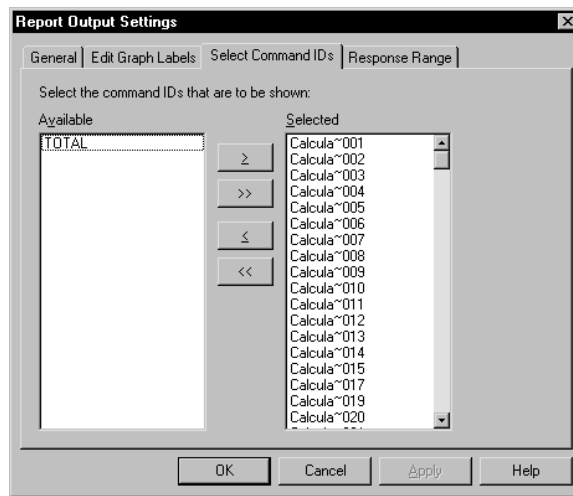 Report Output Settings
General
Edit Graph Labels
Select Command IDs
Response Range
Select the command IDs that are to be shown:
Available
TOTAL
>
>>
<
<<
Selected
Calcula~001
Calcula~002
Calcula~003
Calcula~004
Calcula~005
Calcula~006
Calcula~007
Calcula~008
Calcula~009
Calcula~010
Calcula~011
Calcula~012
Calcula~013
Calcula~014
Calcula~015
Calcula~017
Calcula~019
Calcula~020
OK
Cancel
Apply
Help